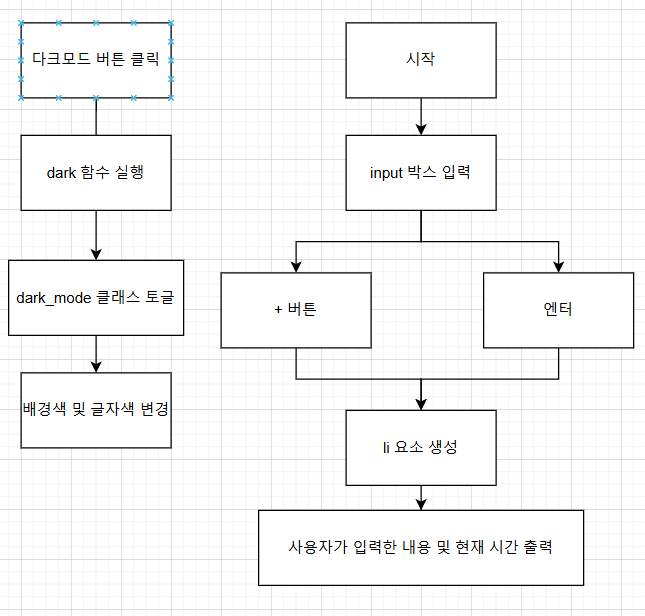 다크모드 버튼 클릭
시작
dark 함수 실행
input 박스 입력
dark_mode 클래스 토글
+ 버튼
엔터
배경색 및 글자색 변경
li 요소 생성
사용자가 입력한 내용 및 현재 시간 출력